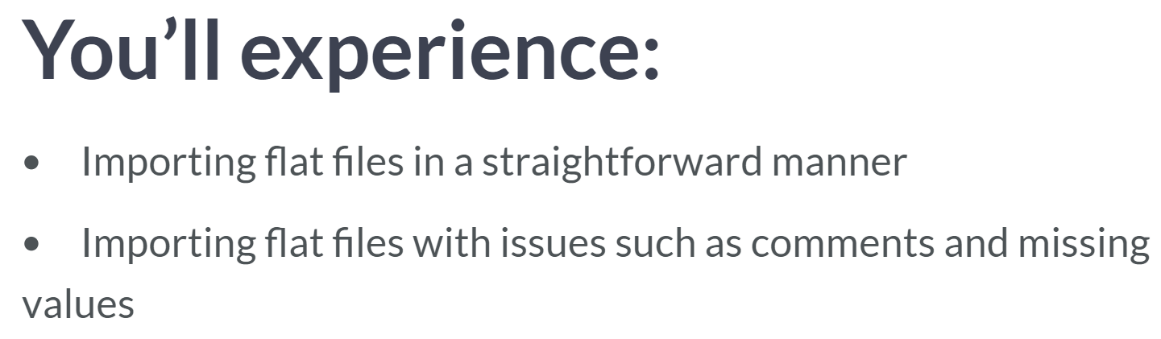 You’ll experience:
• Importing flat files in a straightforward manner
• Importing flat files with issues such as comments and missing
values